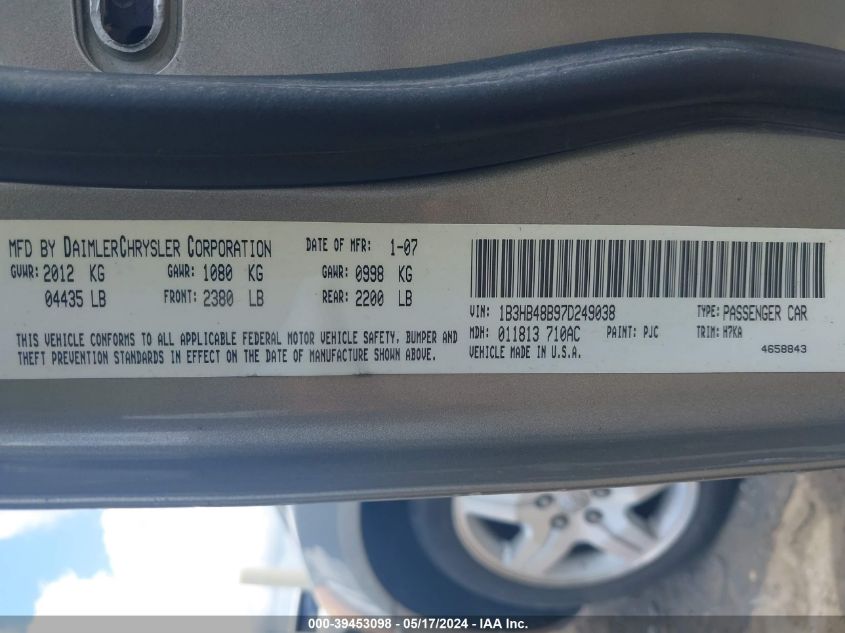 MFD BY DAIMLERCHRYSLER CORPORATION DATE OF MFR: 1-07
GVWR: 2012 KG GAWR: 1080 KG GAWR: 0998 KG
04435 LB FRONT: 2380 LB REAR: 2200 LB
THIS VEHICLE CONFORMS TO ALL APPLICABLE FEDERAL MOTOR VEHICLE SAFETY, BUMPER AND
THEFT PREVENTION STANDARDS IN EFFECT ON THE DATE OF MANUFACTURE SHOWN ABOVE.
VIN: 1B3HB48B97D249038 TYPE: PASSENGER CAR
MDH: 011813 710AC PAINT: PJC TRIM: H7KA
VEHICLE MADE IN U.S.A. 4658843
000-39453098 - 05/17/2024 - IAA Inc.